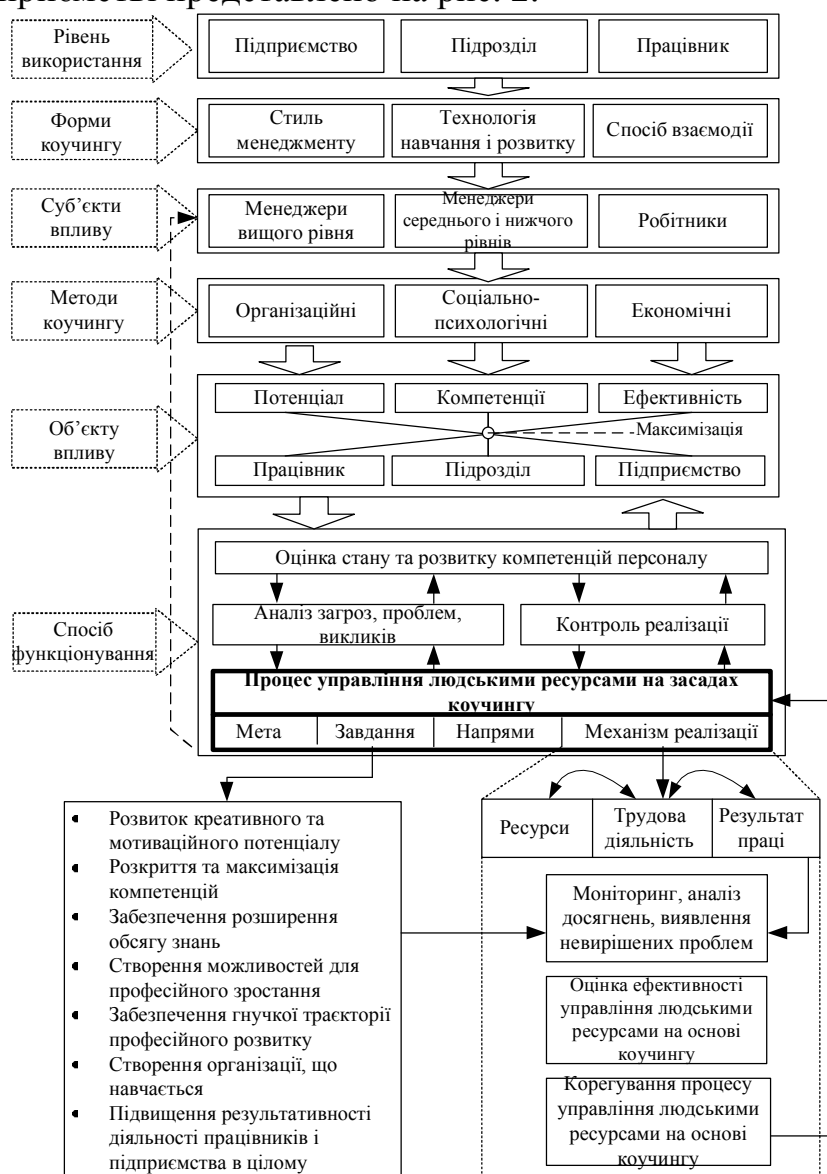 приємстві представлено на рис. 2.
Рівень
використання
Підприємство
Підрозділ
Працівник
Форми
коучингу
Стиль
менеджменту
Технологія
навчання і розвитку
Спосіб взаємодії
Суб’єкти
впливу
Менеджери
вищого рівня
Менеджери
середнього і нижчого
рівнів
Робітники
Методи
коучингу
Організаційні
Соціально-
психологічні
Економічні
Об’єкту
впливу
Потенціал
Компетенції
Ефективність
Максимізація
Працівник
Підрозділ
Підприємство
Спосіб
функціонування
Оцінка стану та розвитку компетенцій персоналу
Аналіз загроз, проблем,
викликів
Контроль реалізації
Процес управління людськими ресурсами на засадах
коучингу
Мета
Завдання
Напрями
Механізм реалізації
• Розвиток креативного та
мотиваційного потенціалу
• Розкриття та максимізація
компетенцій
• Забезпечення розширення
обсягу знань
• Створення можливостей для
професійного зростання
• Забезпечення гнучкої траєкторії
професійного розвитку
• Створення організації, що
навчається
• Підвищення результативності
діяльності працівників і
підприємства в цілому
Ресурси
Трудова
діяльність
Результат
праці
Моніторинг, аналіз
досягнень, виявлення
невирішених проблем
Оцінка ефективності
управління людськими
ресурсами на основі
коучингу
Корегування процесу
управління людськими
ресурсами на основі
коучингу